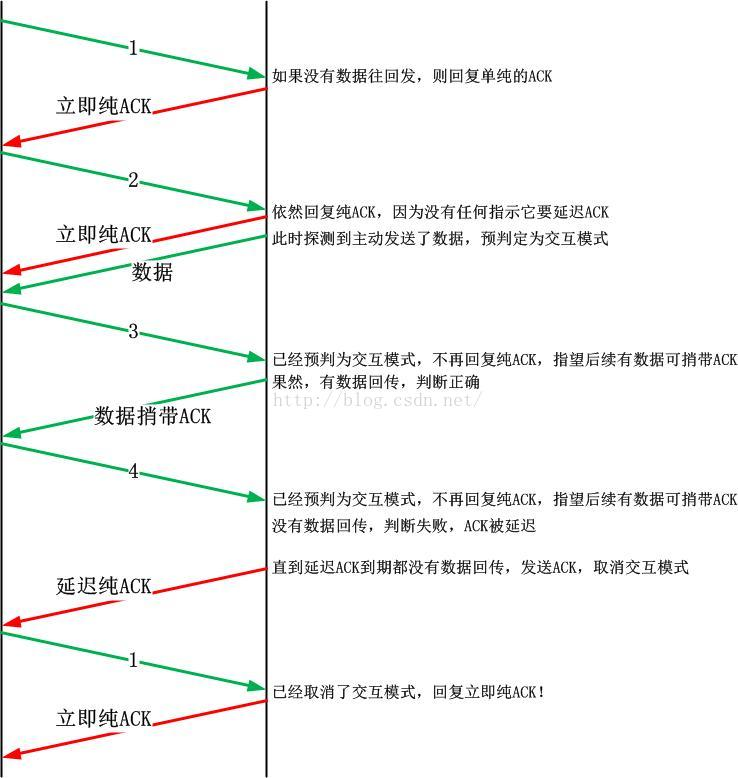 1
如果没有数据往回发，则回复单纯的ACK
立即纯ACK
2
依然回复纯ACK，因为没有任何指示它要延迟ACK
立即纯ACK
此时探测到主动发送了数据，预判定为交互模式
数据
3
已经预判为交互模式，不再回复纯ACK，指望后续有数据可捎带ACK
果然，有数据回传，判断正确
http://blog.csdn.net/
数据捎带ACK
4
已经预判为交互模式，不再回复纯ACK，指望后续有数据可捎带ACK
没有数据回传，判断失败，ACK被延迟
直到延迟ACK到期都没有数据回传，发送ACK，取消交互模式
延迟纯ACK
1
已经取消了交互模式，回复立即纯ACK！
立即纯ACK